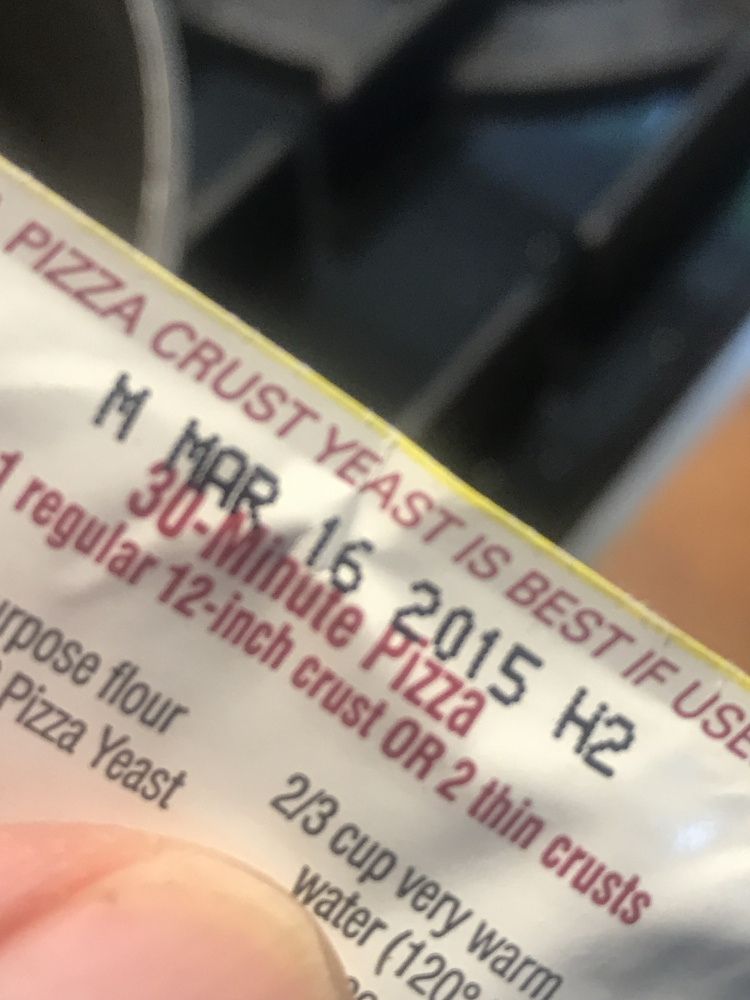 PIZZA CRUST YEAST IS BEST IF USE
M MAR 16 2015 H2
30-Minute Pizza
1 regular 12-inch crust OR 2 thin crusts
rpose flour
Pizza Yeast
2/3 cup very warm
water (120°